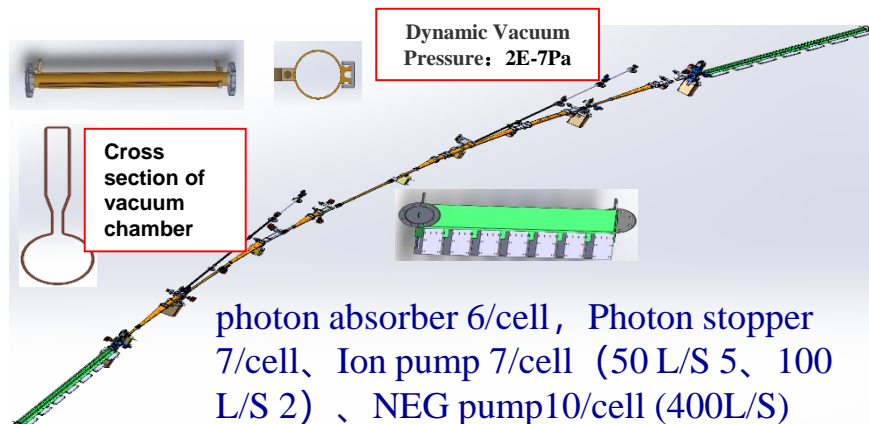 Dynamic Vacuum
Pressure：2E-7Pa
Cross
section of
vacuum
chamber
photon absorber 6/cell，Photon stopper
7/cell、Ion pump 7/cell（50 L/S 5、100
L/S 2）、NEG pump10/cell (400L/S)